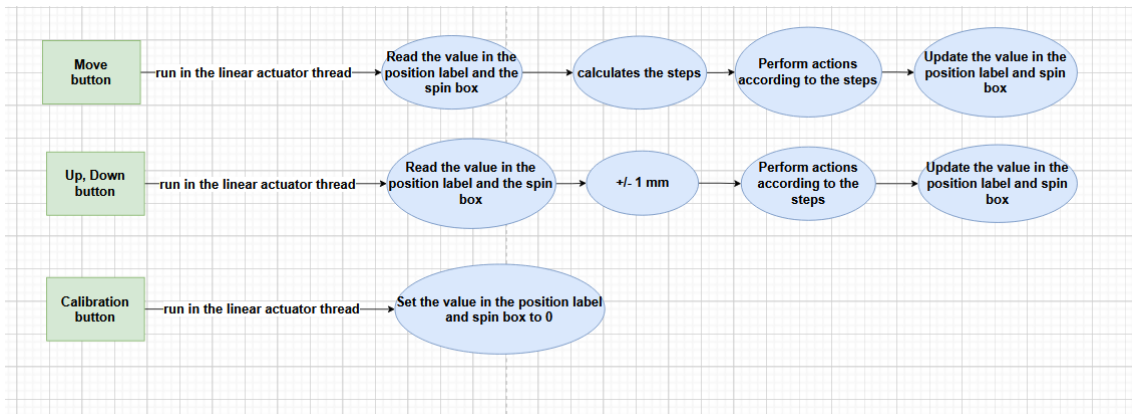 Move
button
run in the linear actuator thread
Read the value in the
position label and the
spin box
calculates the steps
Perform actions
according to the steps
Update the value in the
position label and spin
box
Up, Down
button
run in the linear actuator thread
Read the value in the
position label and the spin
box
+/- 1 mm
Perform actions
according to the
steps
Update the value in the
position label and spin
box
Calibration
button
run in the linear actuator thread
Set the value in the position label
and spin box to 0